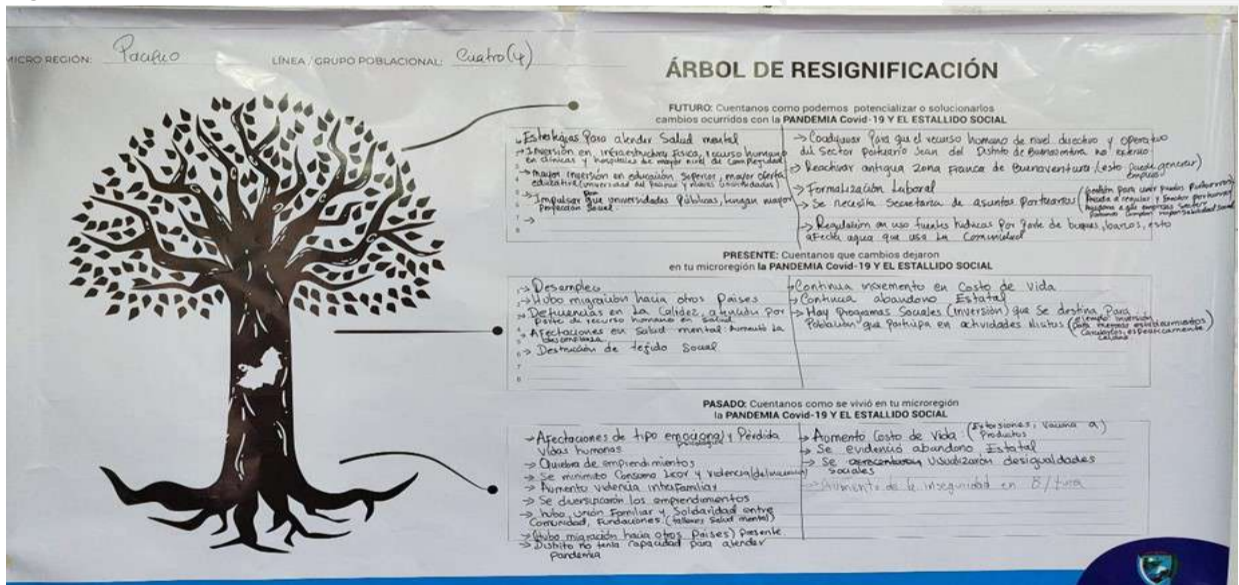 MICRO REGIÓN: Pacifico
LÍNEA / GRUPO POBLACIONAL: Cuatro (4)
ÁRBOL DE RESIGNIFICACIÓN
FUTURO: Cuentanos como podemos potencializar o solucionarlos
cambios ocurridos con la PANDEMIA Covid-19 Y EL ESTALLIDO SOCIAL
Estrategias Para atender Salud mental
→ Inversión en infraestructura física, recurso humano
en clínicas y hospitales de mayor nivel de complejidad
→ mayor inversión en educación Superior, mayor oferta
educativa (universidad del Pacífico y nuevas universidades)
→ Impulsar que universidades Públicas, hagan mayor
Proyección Social.
→
→ Coadyuvar Para que el recurso humano de nivel directivo y operativo
del Sector Portuario Sean del Distrito de Buenaventura no externo
→ Reactivar antigua Zona Franca de Buenaventura (esto puede generar)
empleo
→ Formalización Laboral
→ Se necesita Secretaria de asuntos Portuarios
→ Regulación en uso fuentes hídricas Por parte de buques, barcos, esto
afecta agua que usa la Comunidad
PRESENTE: Cuentanos que cambios dejaron
en tu microregión la PANDEMIA Covid-19 Y EL ESTALLIDO SOCIAL
→ Desempleo
→ Hubo migración hacia otros Países
→ Deficiencias en la Calidez, atención por
Parte de recurso humano en Salud
→ Afectaciones en Salud mental: Aumentó la
desconfianza
→ Destrucción de tejido Social
→ Continua incremento en Costo de vida
→ Continua abandono Estatal
→ Hay Programas Sociales (Inversión) que Se destina Para
Población que Participa en actividades ilicitas
PASADO: Cuentanos como se vivió en tu microregión
la PANDEMIA Covid-19 Y EL ESTALLIDO SOCIAL
→ Afectaciones de tipo emocional y Pérdida
Vidas humanas
→ Quiebra de emprendimientos
→ Se minimizó Consumo Licor y violencia
→ Aumento violencia intrafamiliar
→ Se diversificaron los emprendimientos
→ hubo, unión Familiar y Solidaridad entre
Comunidad, Fundaciones (talleres Salud mental)
→ (Hubo migración hacia otros Países) Presente
→ Distrito no tenía capacidad para atender
Pandemia
→ Aumento Costo de Vida (Extorsiones, vacuna a)
Productos
→ Se evidenció abandono Estatal
→ Se visualizarón desigualdades
Sociales
→ Aumento de la inseguridad en B/tura